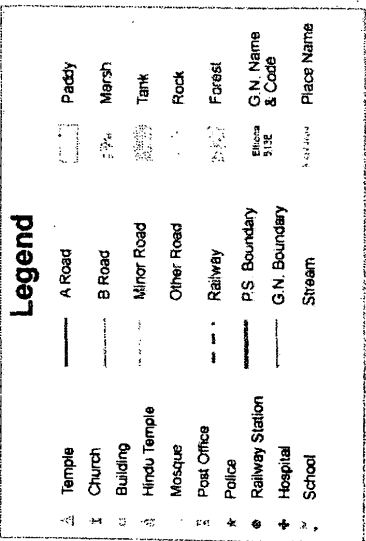 Legend
Temple
Church
Building
Hindu Temple
Mosque
Post Office
Police
Railway Station
Hospital
School
A Road
B Road
Minor Road
Other Road
Railway
P.S. Boundary
G.N. Boundary
Stream
Paddy
Marsh
Tank
Rock
Forest
G.N. Name
& Code
Place Name